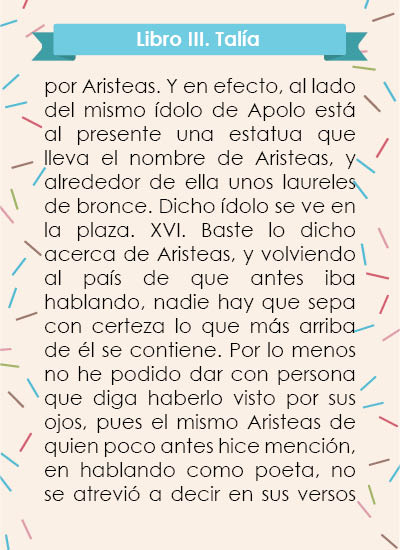 Libro III. Talía
por Aristeas. Y en efecto, al lado
del mismo ídolo de Apolo está
al presente una estatua que
lleva el nombre de Aristeas, y
alrededor de ella unos laureles
de bronce. Dicho ídolo se ve en
la plaza. XVI. Baste lo dicho
acerca de Aristeas, y volviendo
al país de que antes iba
hablando, nadie hay que sepa
con certeza lo que más arriba
de él se contiene. Por lo menos
no he podido dar con persona
que diga haberlo visto por sus
ojos, pues el mismo Aristeas de
quien poco antes hice mención,
en hablando como poeta, no
se atrevió a decir en sus versos